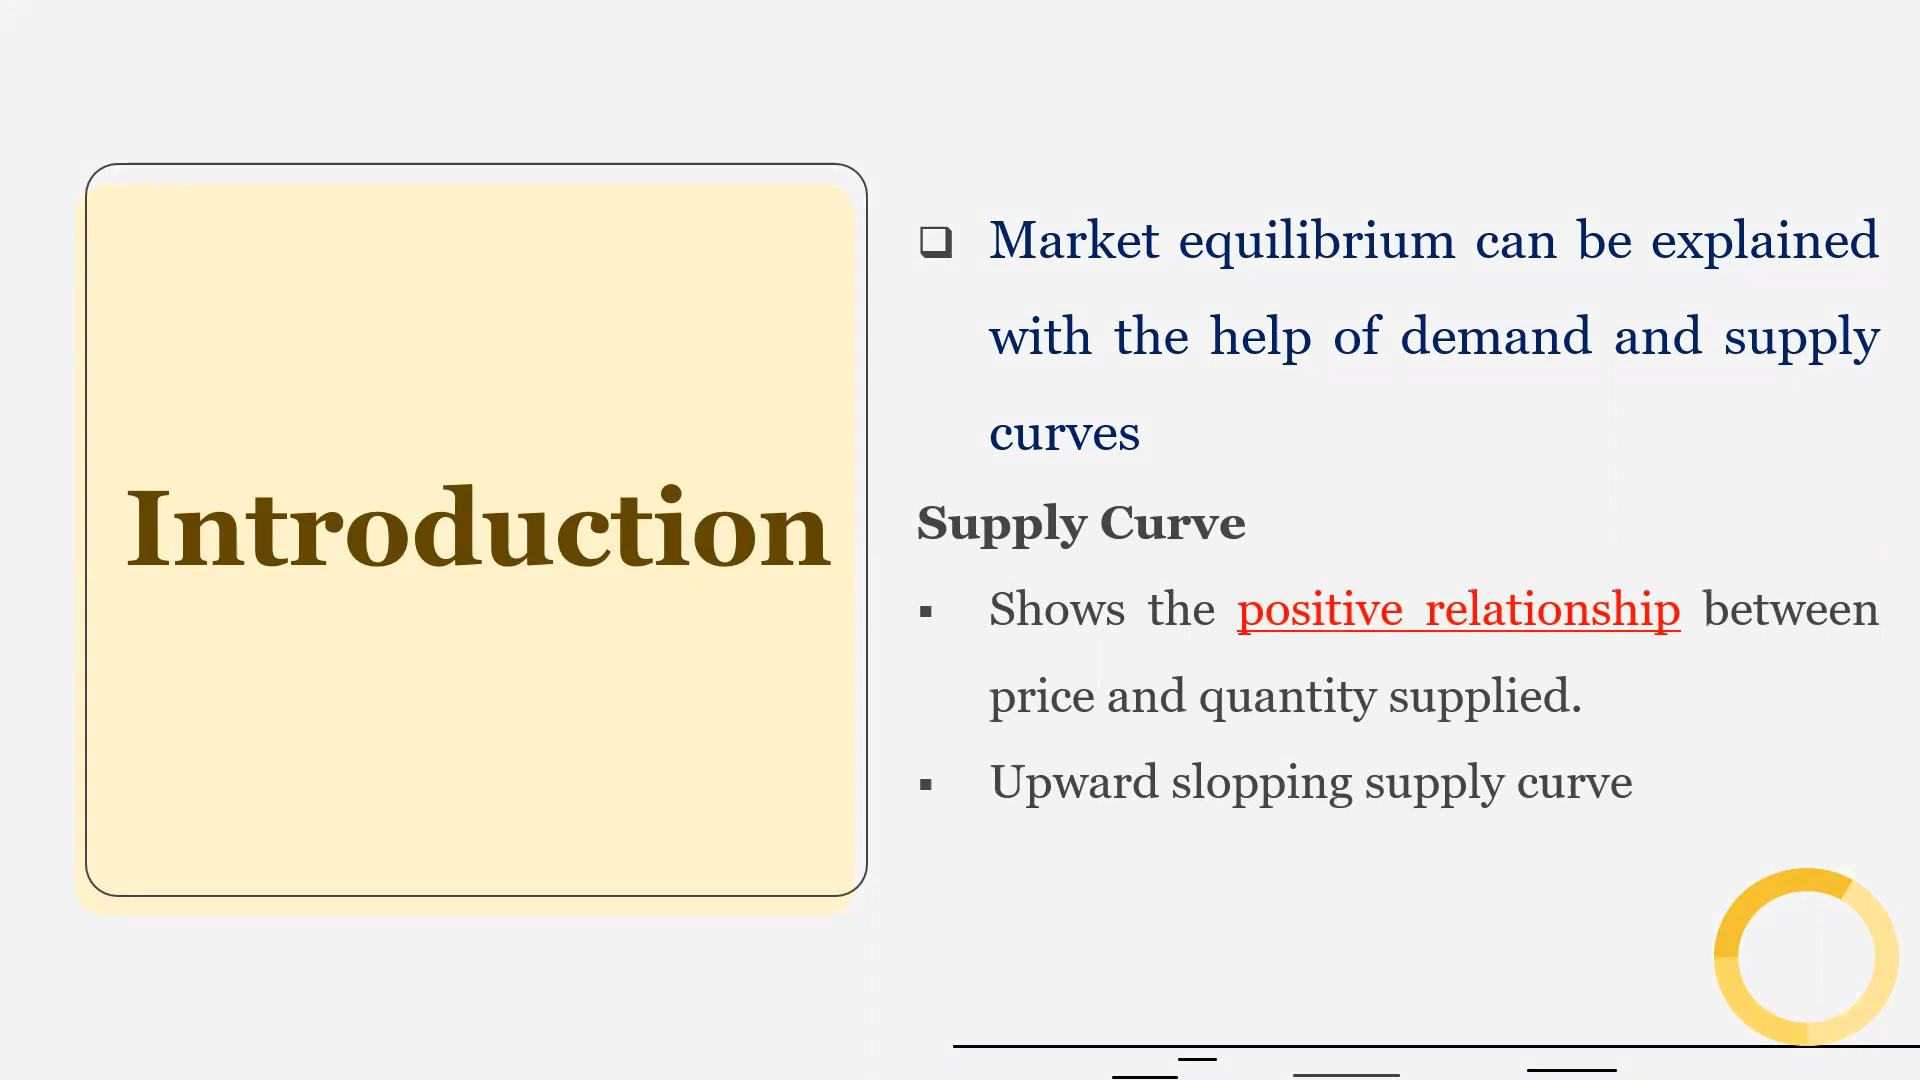 Introduction
❑ Market equilibrium can be explained
with the help of demand and supply
curves
Supply Curve
▪ Shows the positive relationship between
price and quantity supplied.
▪ Upward slopping supply curve